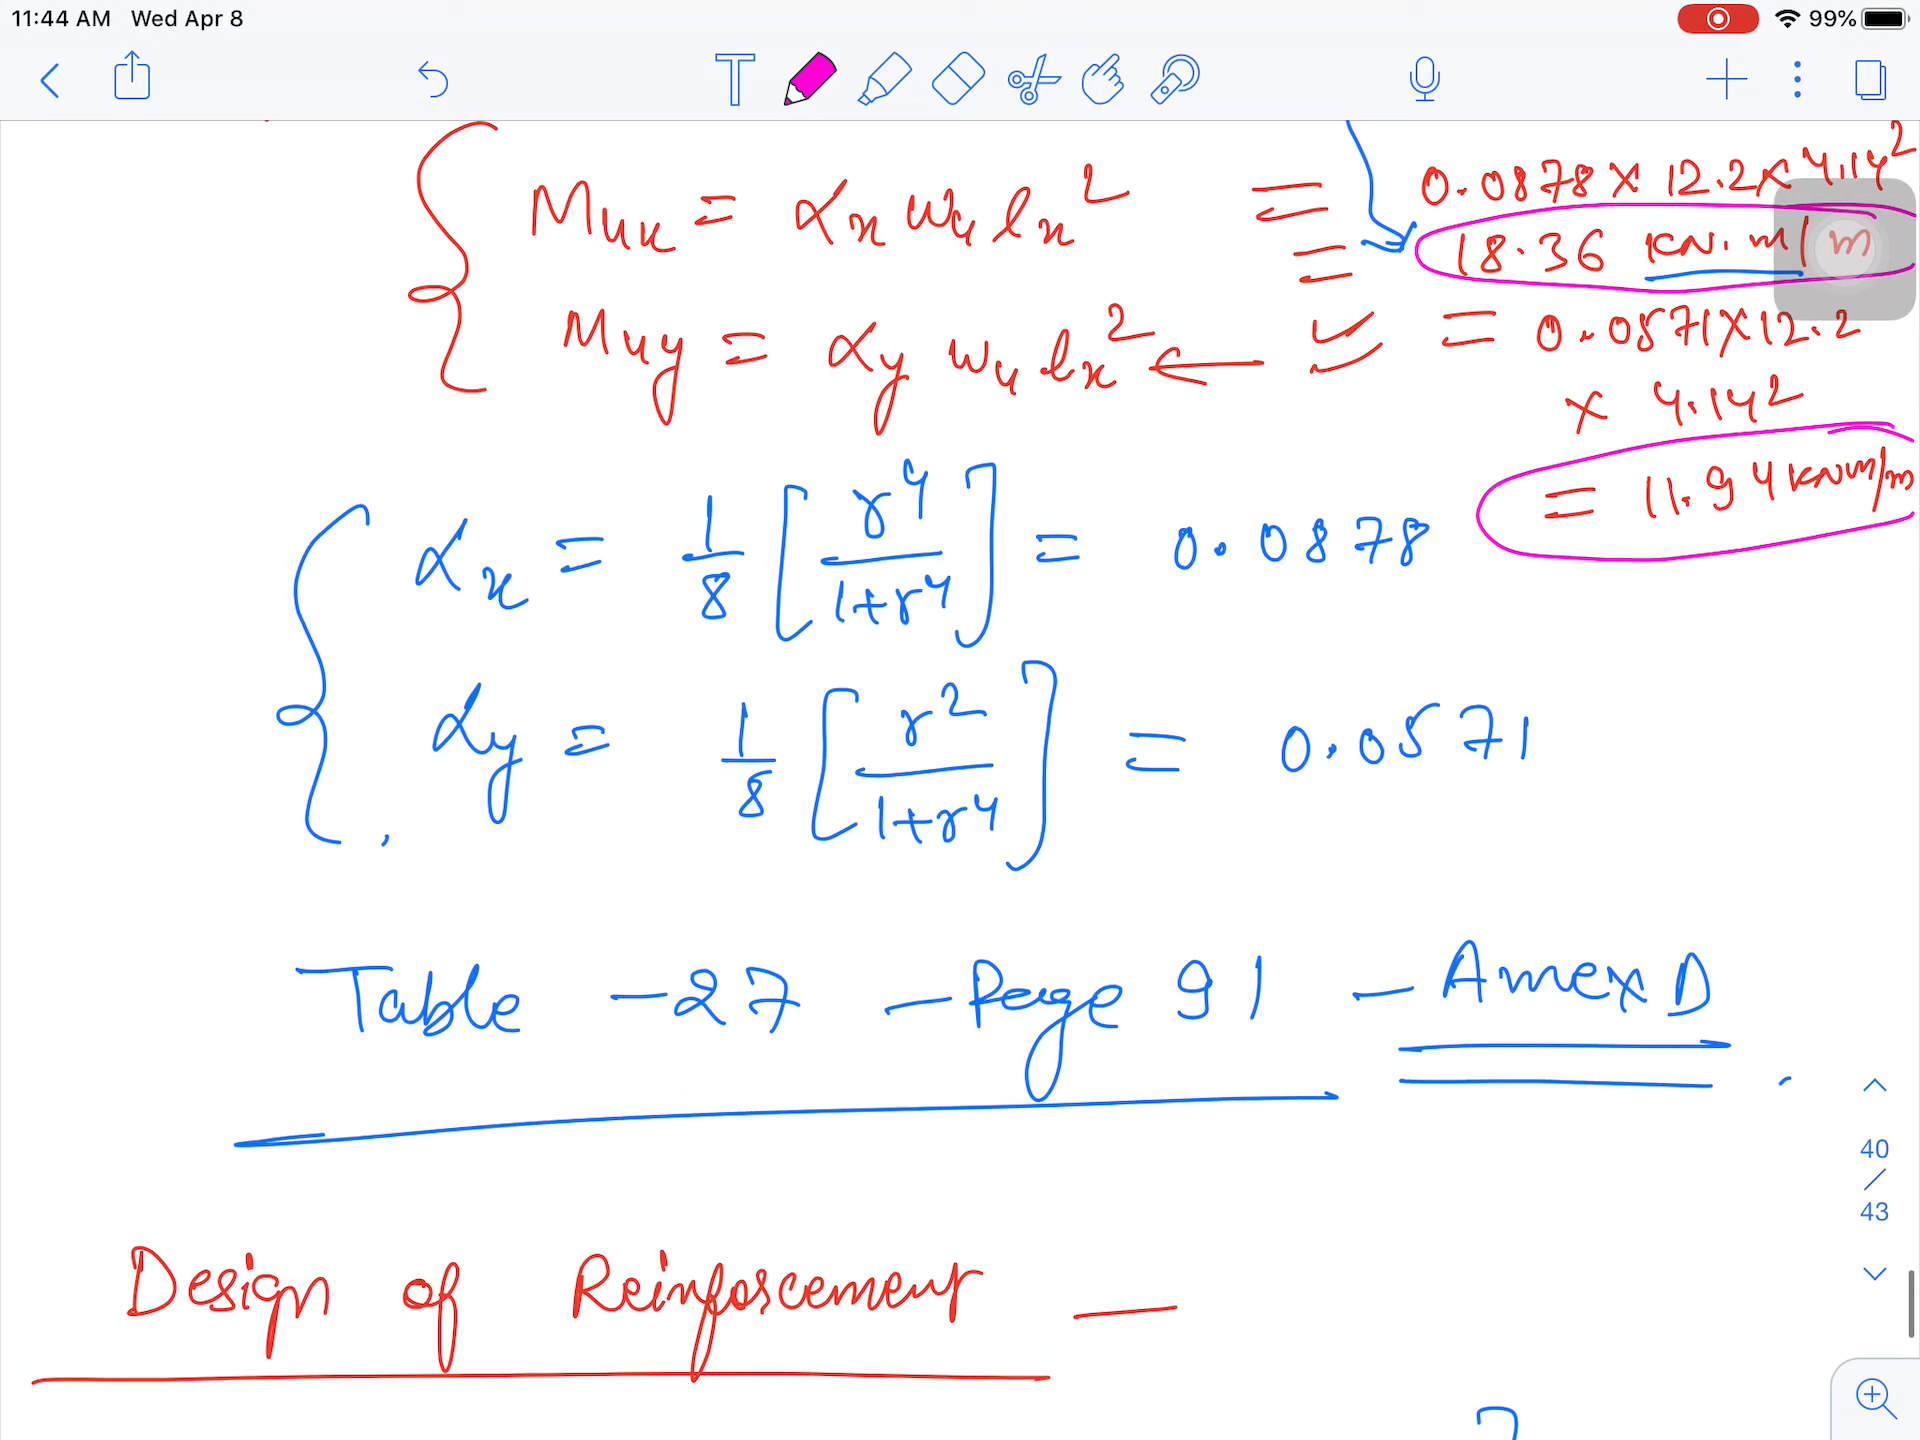 11:44 AM Wed Apr 8 99%
Mux = αx wu lx² = 0.0878 × 12.2 × 4.14²
= 18.36 KN.m/m
Muy = αy wu lx² = 0.0571 × 12.2
× 4.14²
= 11.94 KNm/m
αx = 1/8 [r⁴/1+r⁴] = 0.0878
αy = 1/8 [r²/1+r⁴] = 0.0571
Table - 27 - Page 91 - Annex D
40
/
43
Design of Reinforcement —